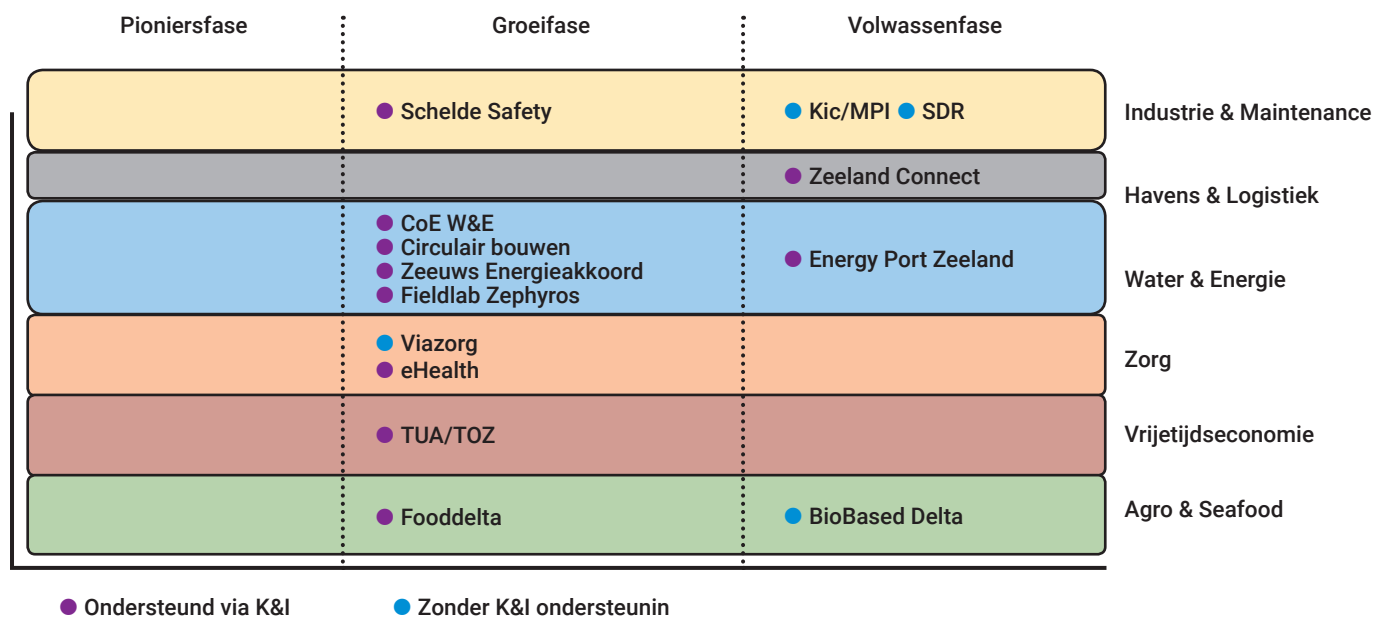 Pioniersfase Groeifase Volwassenfase
Schelde Safety Kic/MPI SDR Industrie & Maintenance
Zeeland Connect
Havens & Logistiek
CoE W&E
Circulair bouwen
Zeeuws Energieakkoord
Fieldlab Zephyros
Energy Port Zeeland
Water & Energie
Viazorg
eHealth
Zorg
TUA/TOZ Vrijetijdseconomie
Fooddelta BioBased Delta Agro & Seafood
Ondersteund via K&I Zonder K&I ondersteunin